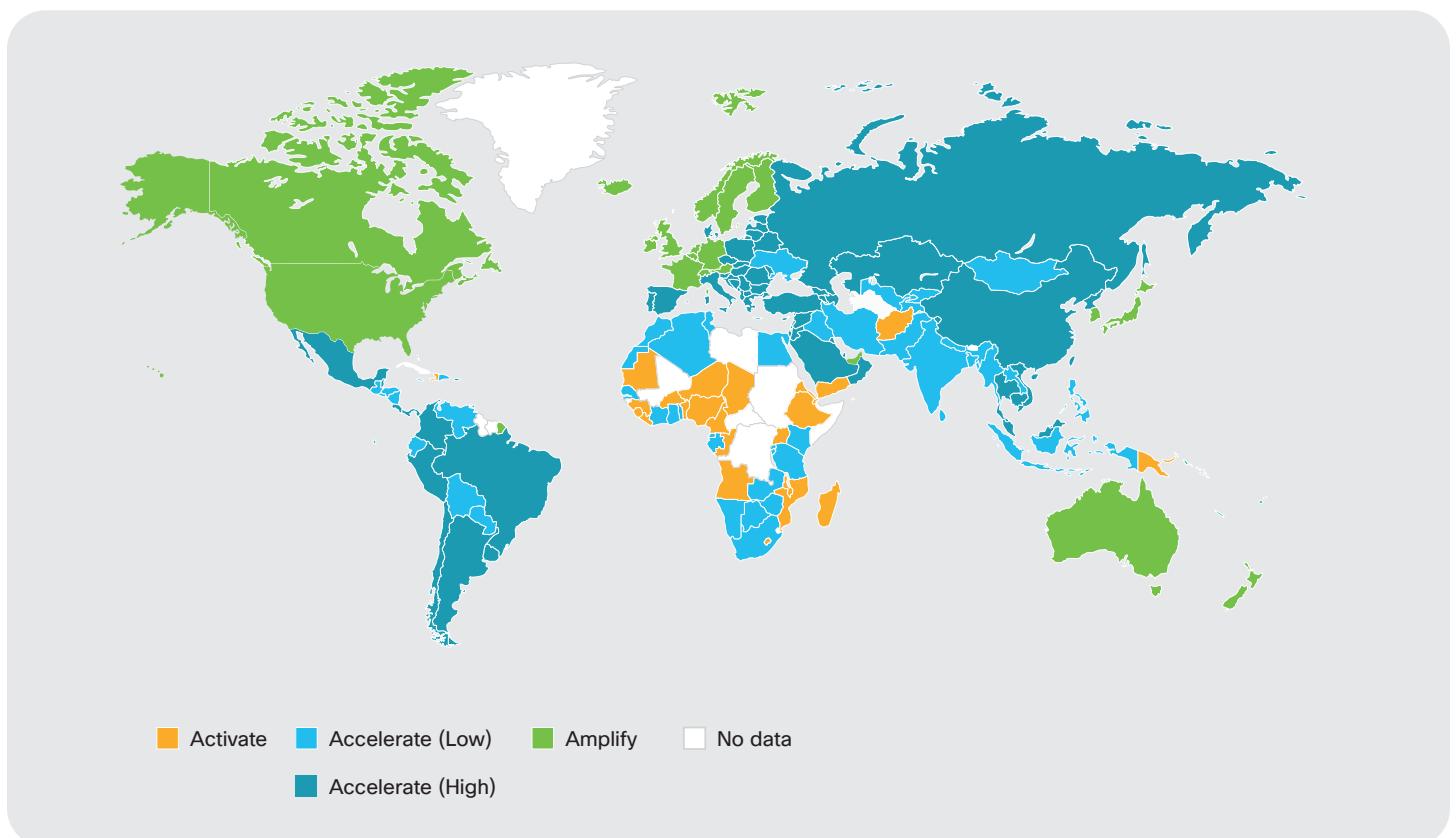 Activate
Accelerate (Low)
Amplify
No data
Accelerate (High)